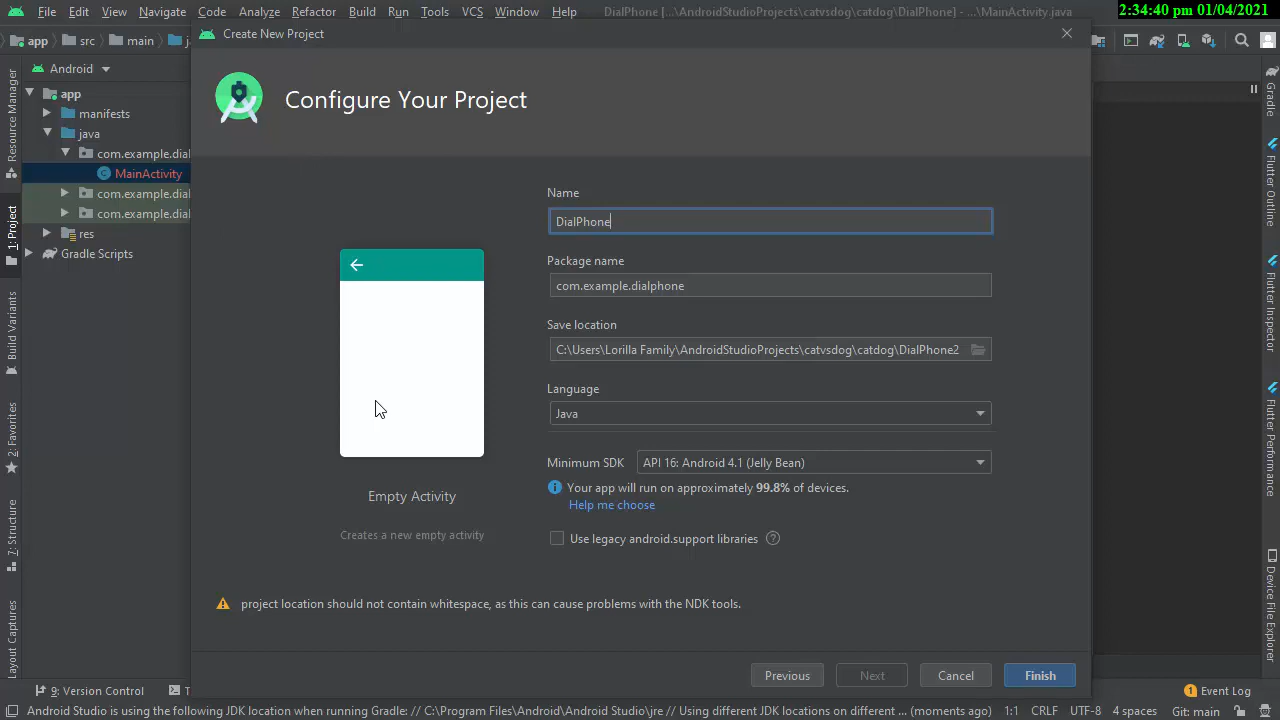 File Edit View Navigate Code Analyze Refactor Build Run Tools VCS Window Help DialPhone [...\AndroidStudioProjects\catvsdog\catdog\DialPhone] - ...\MainActivity.java
2:34:40 pm 01/04/2021
app src main
Create New Project
Android
Configure Your Project
app
manifests
java
com.example.dial
MainActivity
com.example.dial
com.example.dial
res
Gradle Scripts
Resource Manager
1: Project
Build Variants
2: Favorites
7: Structure
Layout Captures
Name
DialPhone
Package name
com.example.dialphone
Save location
C:\Users\Lorilla Family\AndroidStudioProjects\catvsdog\catdog\DialPhone2
Language
Java
Minimum SDK API 16: Android 4.1 (Jelly Bean)
Your app will run on approximately 99.8% of devices.
Help me choose
Use legacy android.support libraries
Empty Activity
Creates a new empty activity
project location should not contain whitespace, as this can cause problems with the NDK tools.
Previous Next Cancel Finish
Gradle
Flutter Outline
Flutter Inspector
Flutter Performance
Device File Explorer
9: Version Control T 1 Event Log
Android Studio is using the following JDK location when running Gradle: // C:\Program Files\Android\Android Studio\jre // Using different JDK locations on different ... (moments ago) 1:1 CRLF UTF-8 4 spaces Git: main